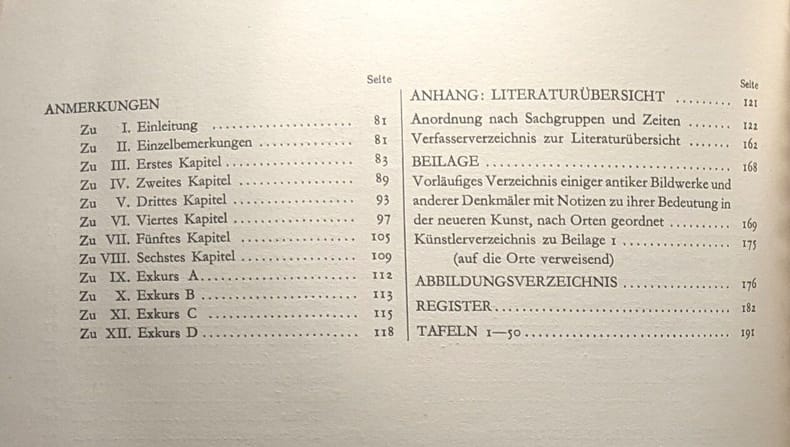 Seite
ANMERKUNGEN
Zu I. Einleitung .................... 81
Zu II. Einzelbemerkungen ............. 81
Zu III. Erstes Kapitel .................. 83
Zu IV. Zweites Kapitel ................. 89
Zu V. Drittes Kapitel ................. 93
Zu VI. Viertes Kapitel ................. 97
Zu VII. Fünftes Kapitel ................ 105
Zu VIII. Sechstes Kapitel ............... 109
Zu IX. Exkurs A ..................... 112
Zu X. Exkurs B ..................... 113
Zu XI. Exkurs C ..................... 115
Zu XII. Exkurs D ..................... 118
Seite
ANHANG: LITERATURÜBERSICHT ......... 121
Anordnung nach Sachgruppen und Zeiten ....... 122
Verfasserverzeichnis zur Literaturübersicht ........ 162
BEILAGE ................................... 168
Vorläufiges Verzeichnis einiger antiker Bildwerke und
anderer Denkmäler mit Notizen zu ihrer Bedeutung in
der neueren Kunst, nach Orten geordnet .......... 169
Künstlerverzeichnis zu Beilage 1 ................ 175
(auf die Orte verweisend)
ABBILDUNGSVERZEICHNIS ................ 176
REGISTER .................................. 182
TAFELN 1—50 .............................. 191